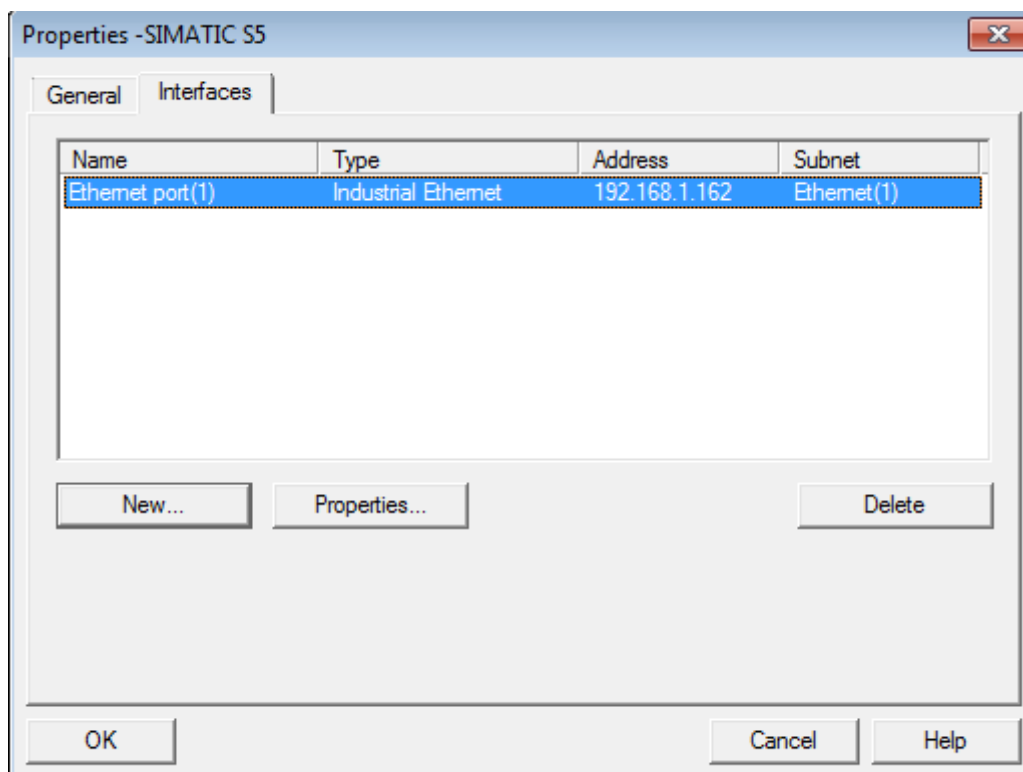 Properties -SIMATIC S5
General Interfaces
Name Type Address Subnet
Ethernet port(1) Industrial Ethernet 192.168.1.162 Ethernet(1)
New... Properties... Delete
OK Cancel Help